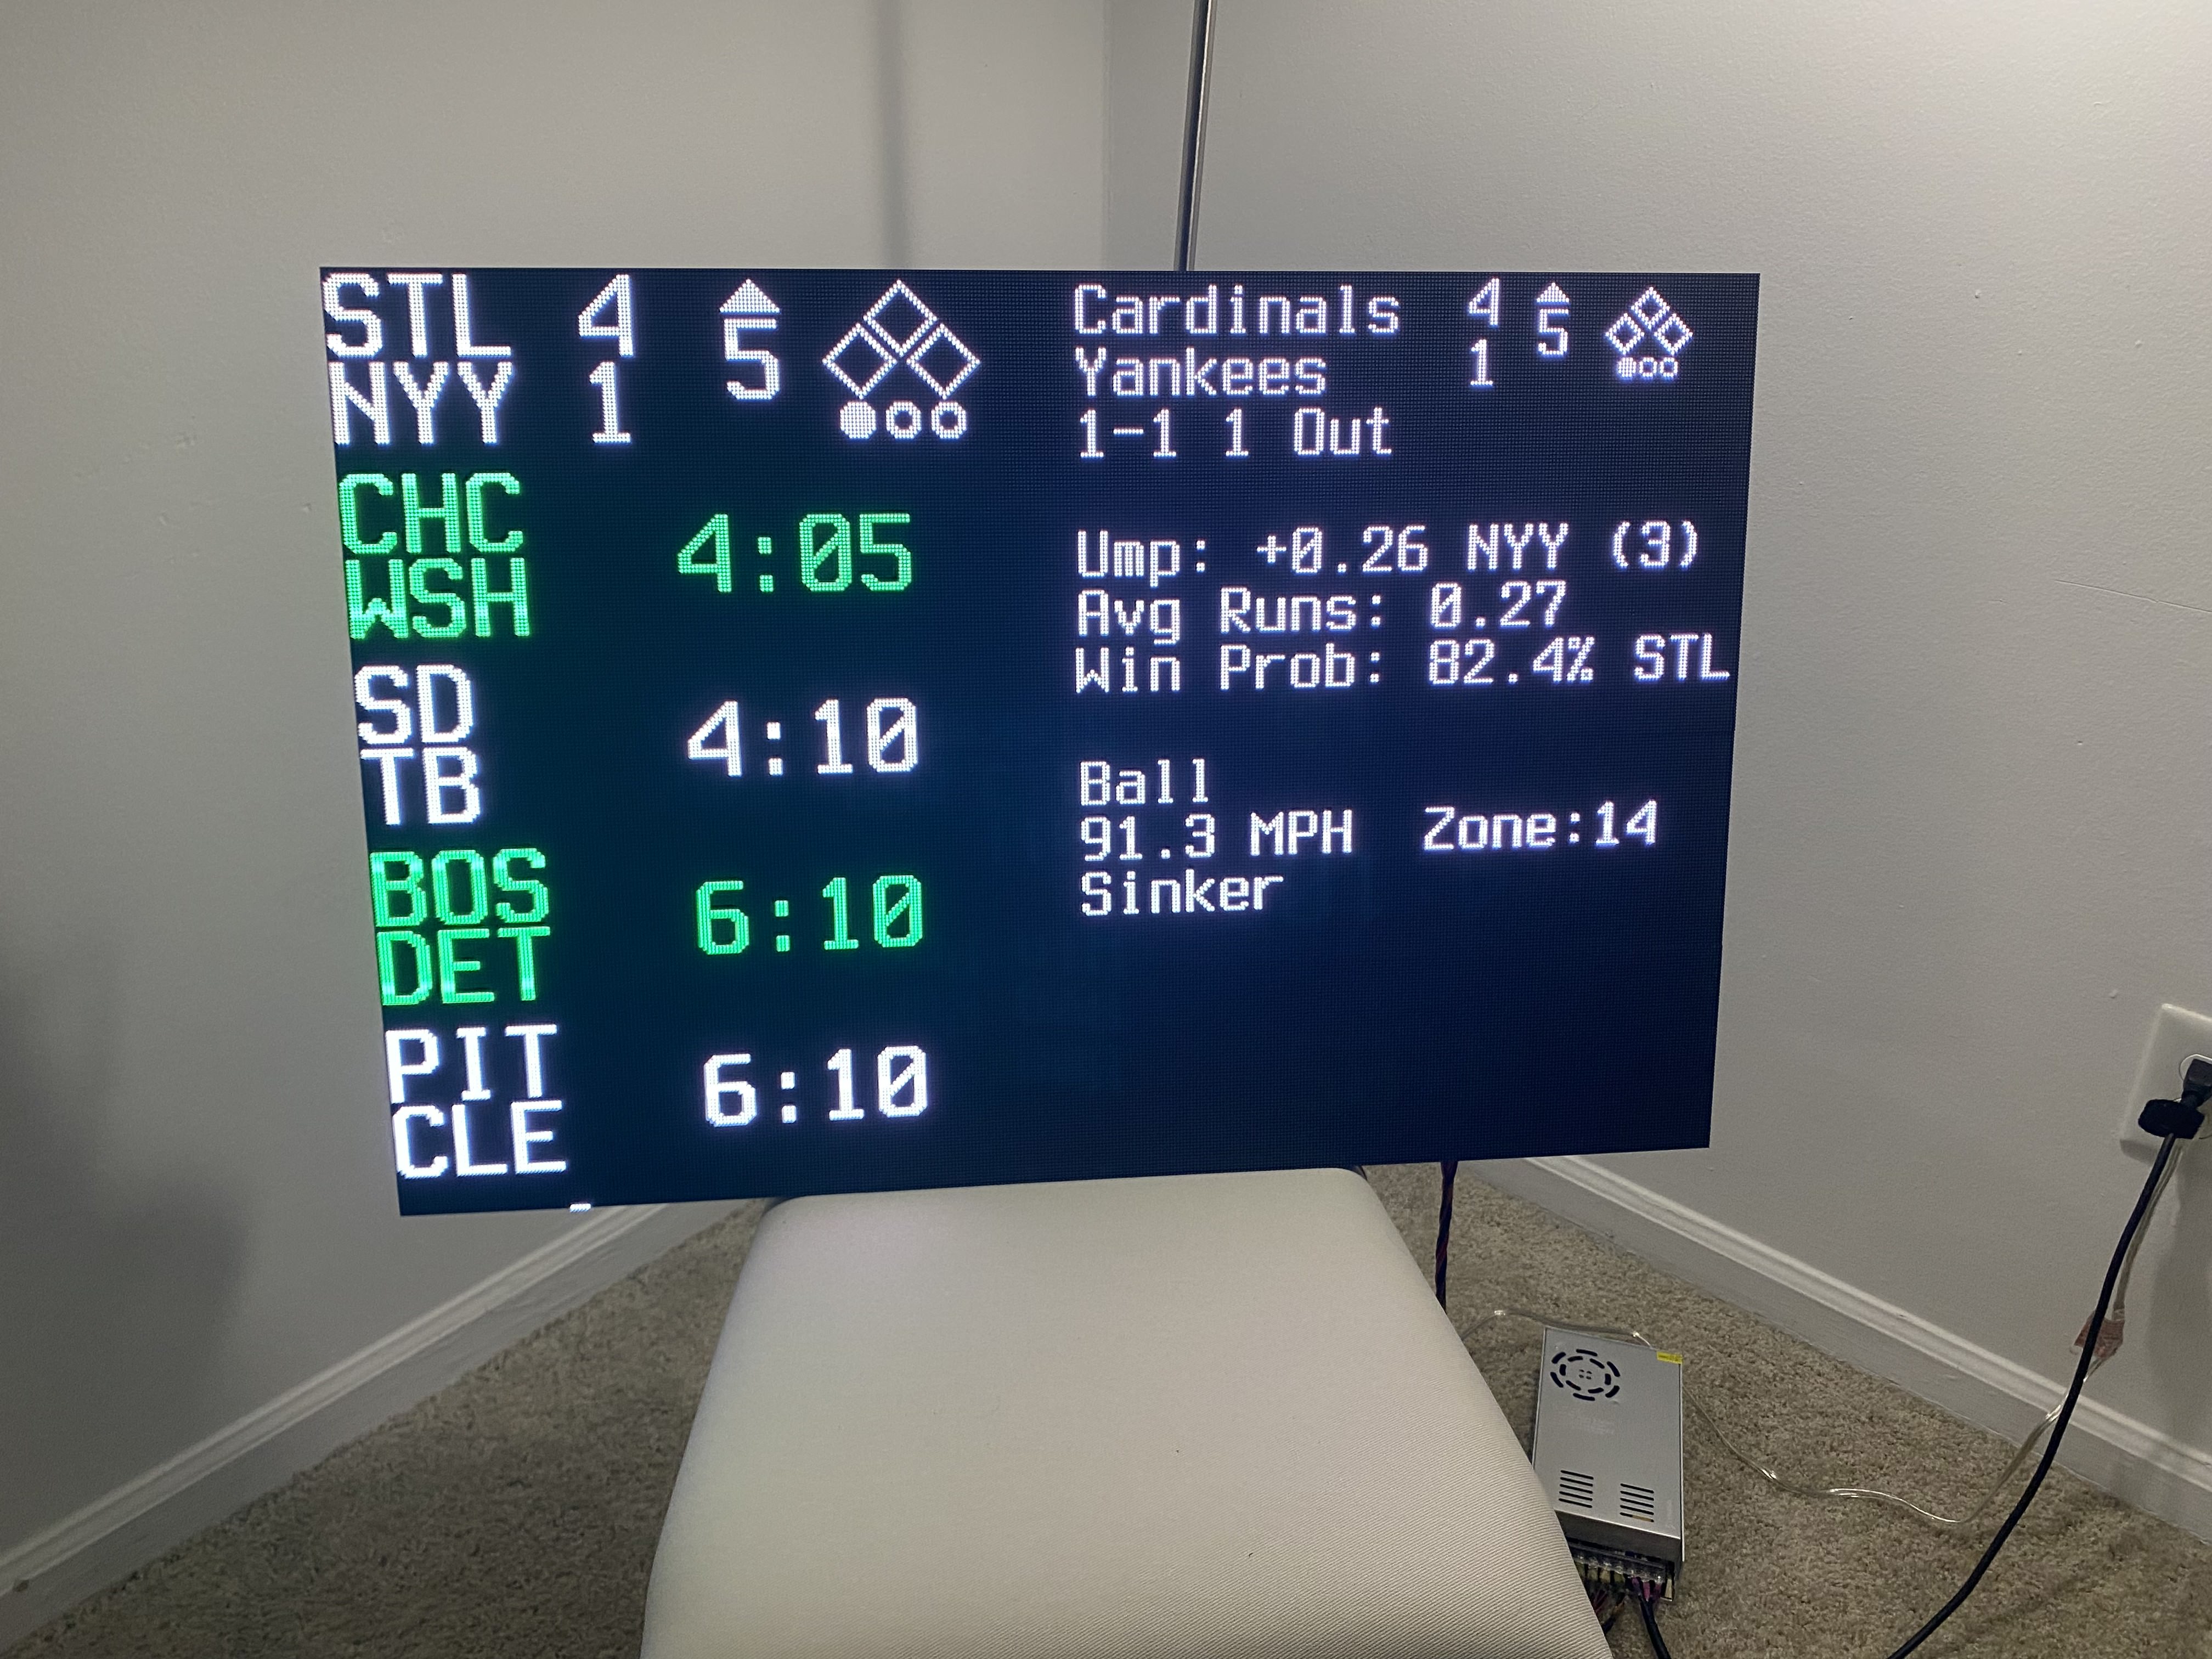 STL 4 5
NYY 1
CHC
WSH 4:05
SD
TB 4:10
BOS
DET 6:10
PIT
CLE 6:10
Cardinals 4 5
Yankees 1
1-1 1 Out
Ump: +0.26 NYY (3)
Avg Runs: 0.27
Win Prob: 82.4% STL
Ball
91.3 MPH Zone:14
Sinker